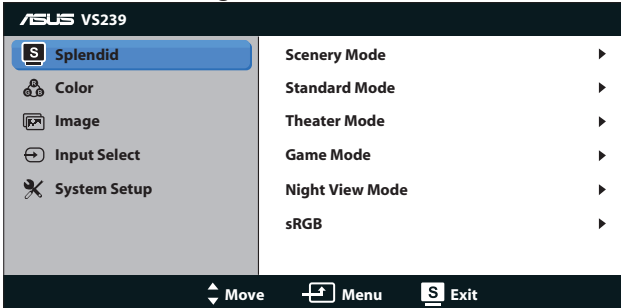 ASUS VS239
S Splendid
Color
Image
Input Select
System Setup
Scenery Mode
Standard Mode
Theater Mode
Game Mode
Night View Mode
sRGB
Move Menu S Exit